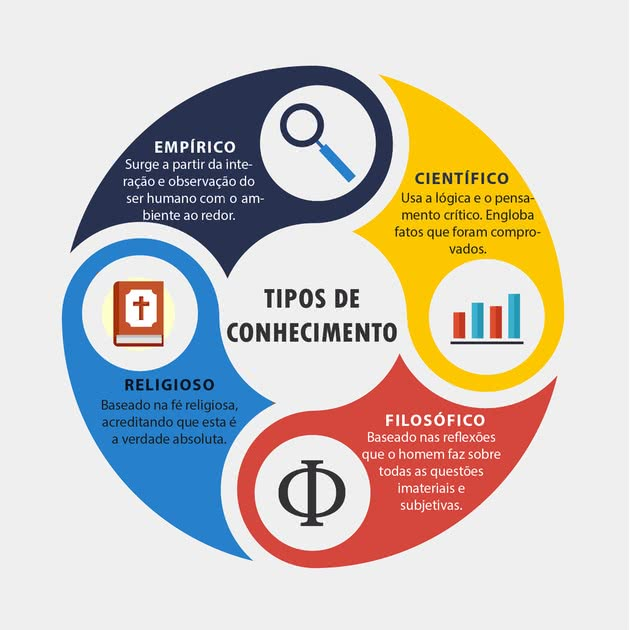 TIPOS DE
CONHECIMENTO
EMPÍRICO
Surge a partir da inte-
ração e observação do
ser humano com o am-
biente ao redor.
CIENTÍFICO
Usa a lógica e o pensa-
mento crítico. Engloba
fatos que foram compro-
vados.
FILOSÓFICO
Baseado nas reflexões
que o homem faz sobre
todas as questões
imateriais e
subjetivas.
Φ
RELIGIOSO
Baseado na fé religiosa,
acreditando que esta é
a verdade absoluta.